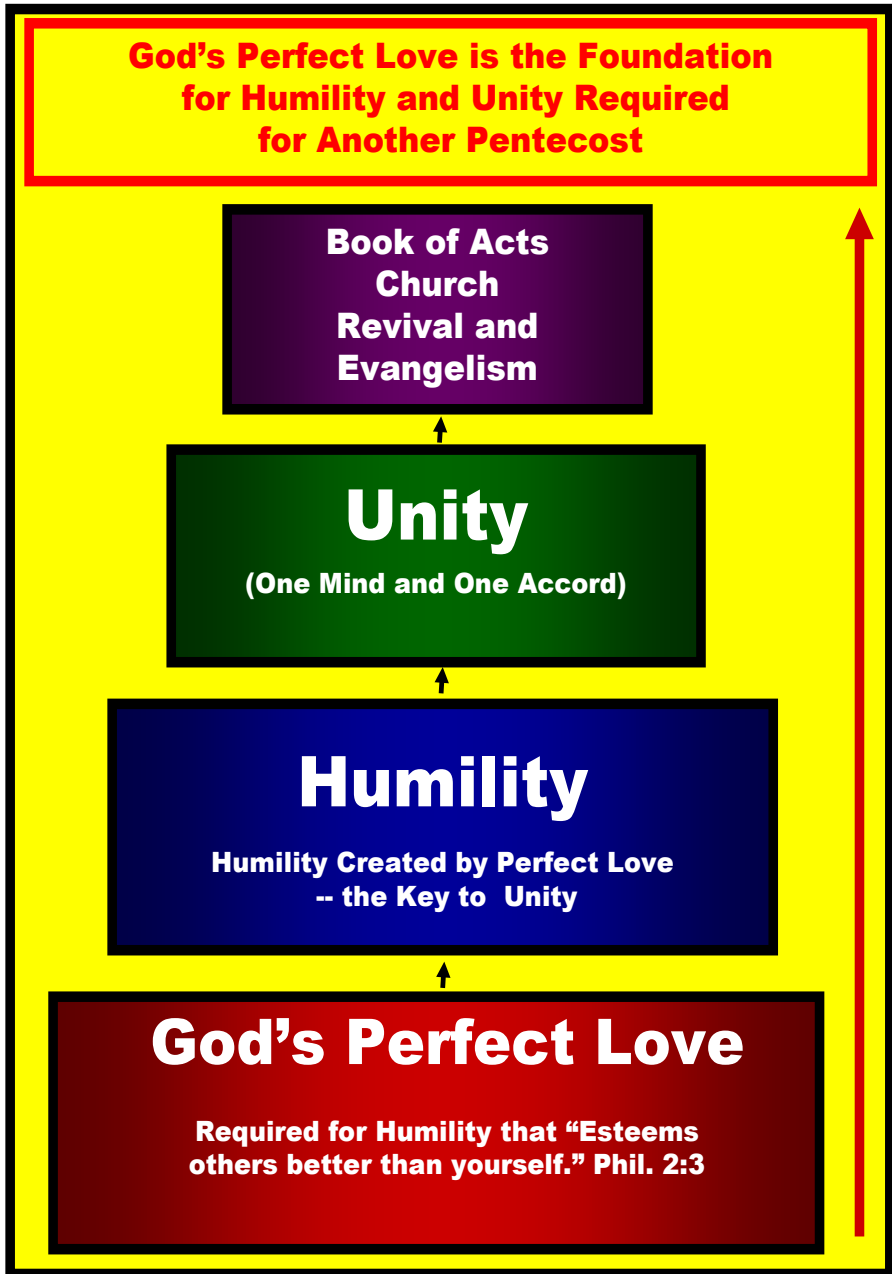 God’s Perfect Love is the Foundation
for Humility and Unity Required
for Another Pentecost
Book of Acts
Church
Revival and
Evangelism
Unity
(One Mind and One Accord)
Humility
Humility Created by Perfect Love
-- the Key to  Unity
God’s Perfect Love
Required for Humility that “Esteems
others better than yourself.” Phil. 2:3